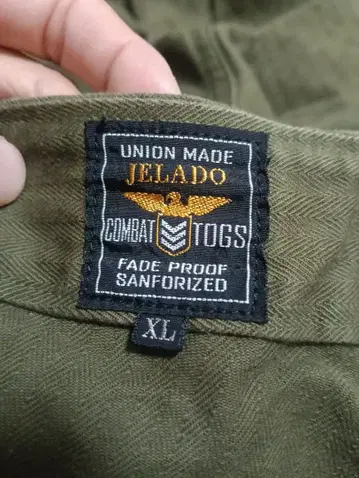 UNION MADE
JELADO
COMBAT TOGS
FADE PROOF
SANFORIZED
XL